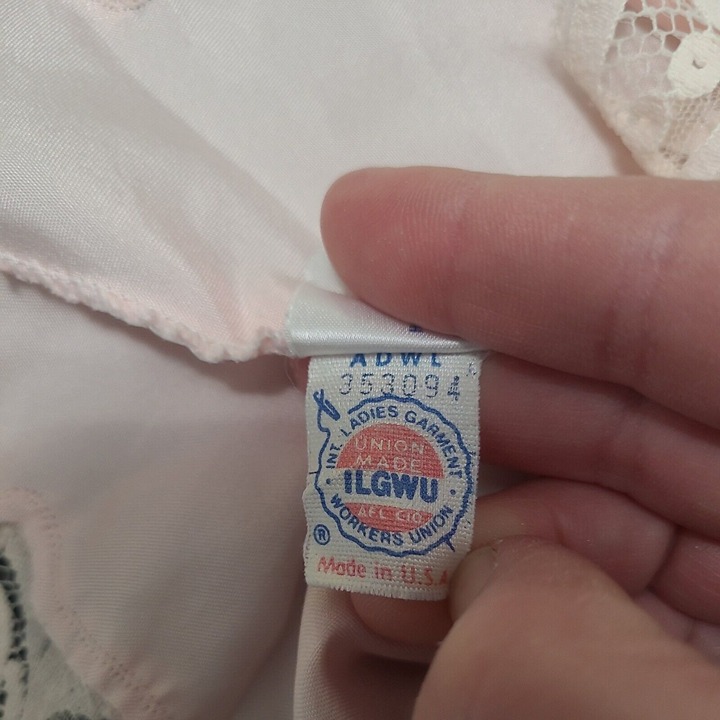 ADWL
353094
INT. LADIES GARMENT
UNION
MADE
ILGWU
AFL CIO
WORKERS UNION
®
Made in U.S.A